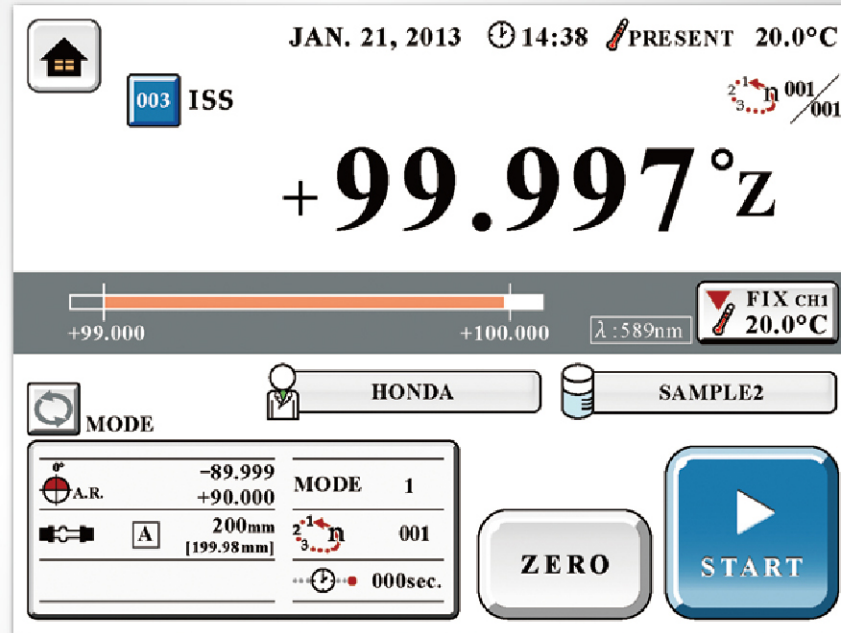 JAN. 21, 2013 14:38 PRESENT 20.0°C
003 ISS
1 2 3 n 001/001
+99.997°Z
+99.000 +100.000
λ:589nm
FIX CH1
20.0°C
MODE
HONDA
SAMPLE2
0°
A.R.
-89.999
+90.000
A
200mm
[199.98mm]
MODE 1
1 2 3 n 001
000sec.
ZERO
START